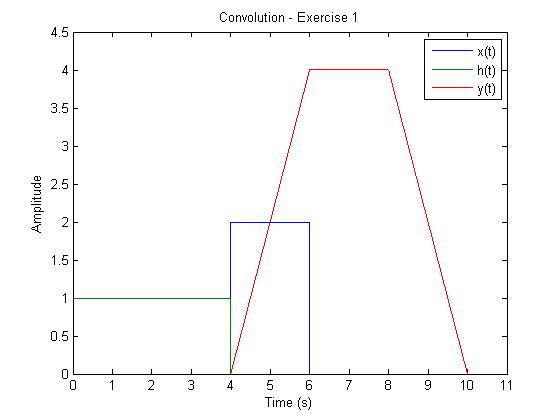 Convolution - Exercise 1
x(t)
h(t)
y(t)
Amplitude
4.5
4
3.5
3
2.5
2
1.5
1
0.5
0
0 1 2 3 4 5 6 7 8 9 10 11
Time (s)